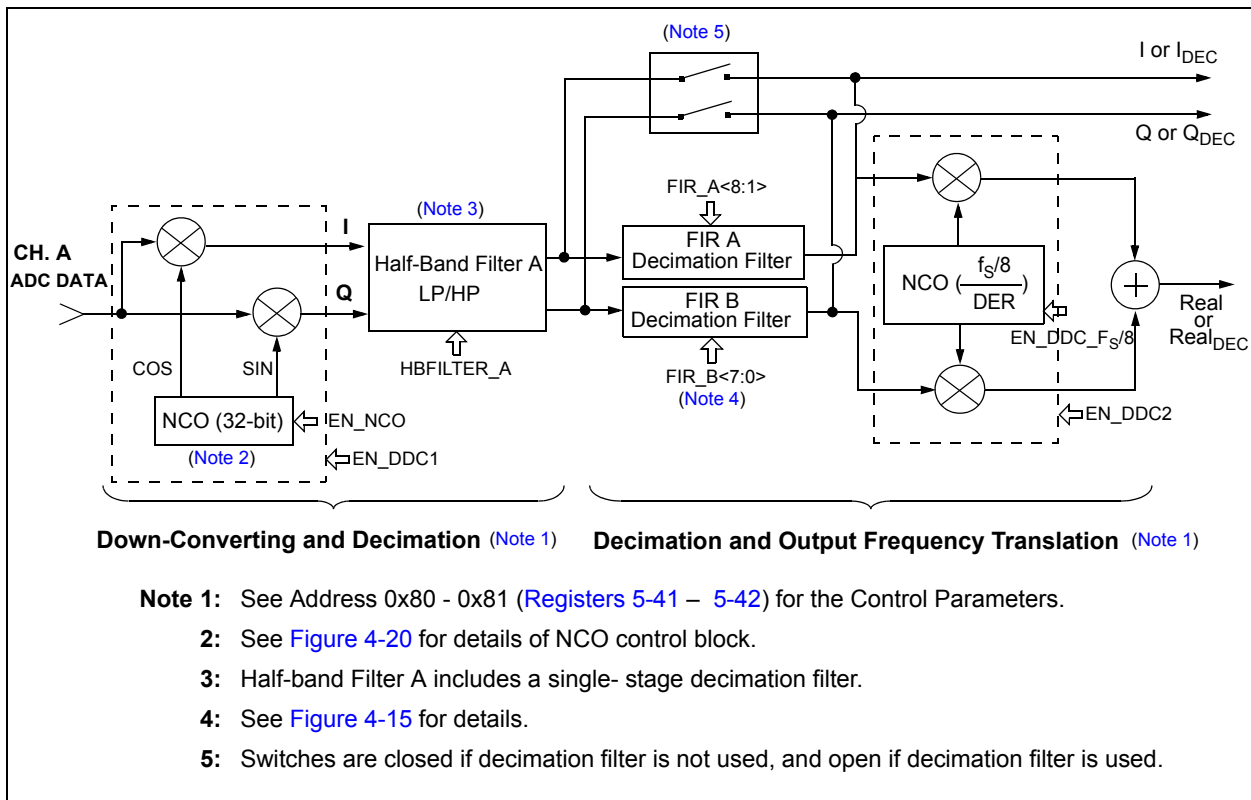 (Note 5)
I or I_DEC
Q or Q_DEC
FIR_A<8:1>
(Note 3)
I
CH. A
ADC DATA
FIR A
Decimation Filter
Half-Band Filter A
LP/HP
NCO (f_S/8 / DER)
Q
FIR B
Decimation Filter
Real
or
Real_DEC
EN_DDC_F_S/8
COS
SIN
HBFILTER_A
FIR_B<7:0>
(Note 4)
NCO (32-bit)
EN_NCO
EN_DDC2
(Note 2)
EN_DDC1
Down-Converting and Decimation (Note 1)
Decimation and Output Frequency Translation (Note 1)
Note 1: See Address 0x80 - 0x81 (Registers 5-41 – 5-42) for the Control Parameters.
2: See Figure 4-20 for details of NCO control block.
3: Half-band Filter A includes a single- stage decimation filter.
4: See Figure 4-15 for details.
5: Switches are closed if decimation filter is not used, and open if decimation filter is used.